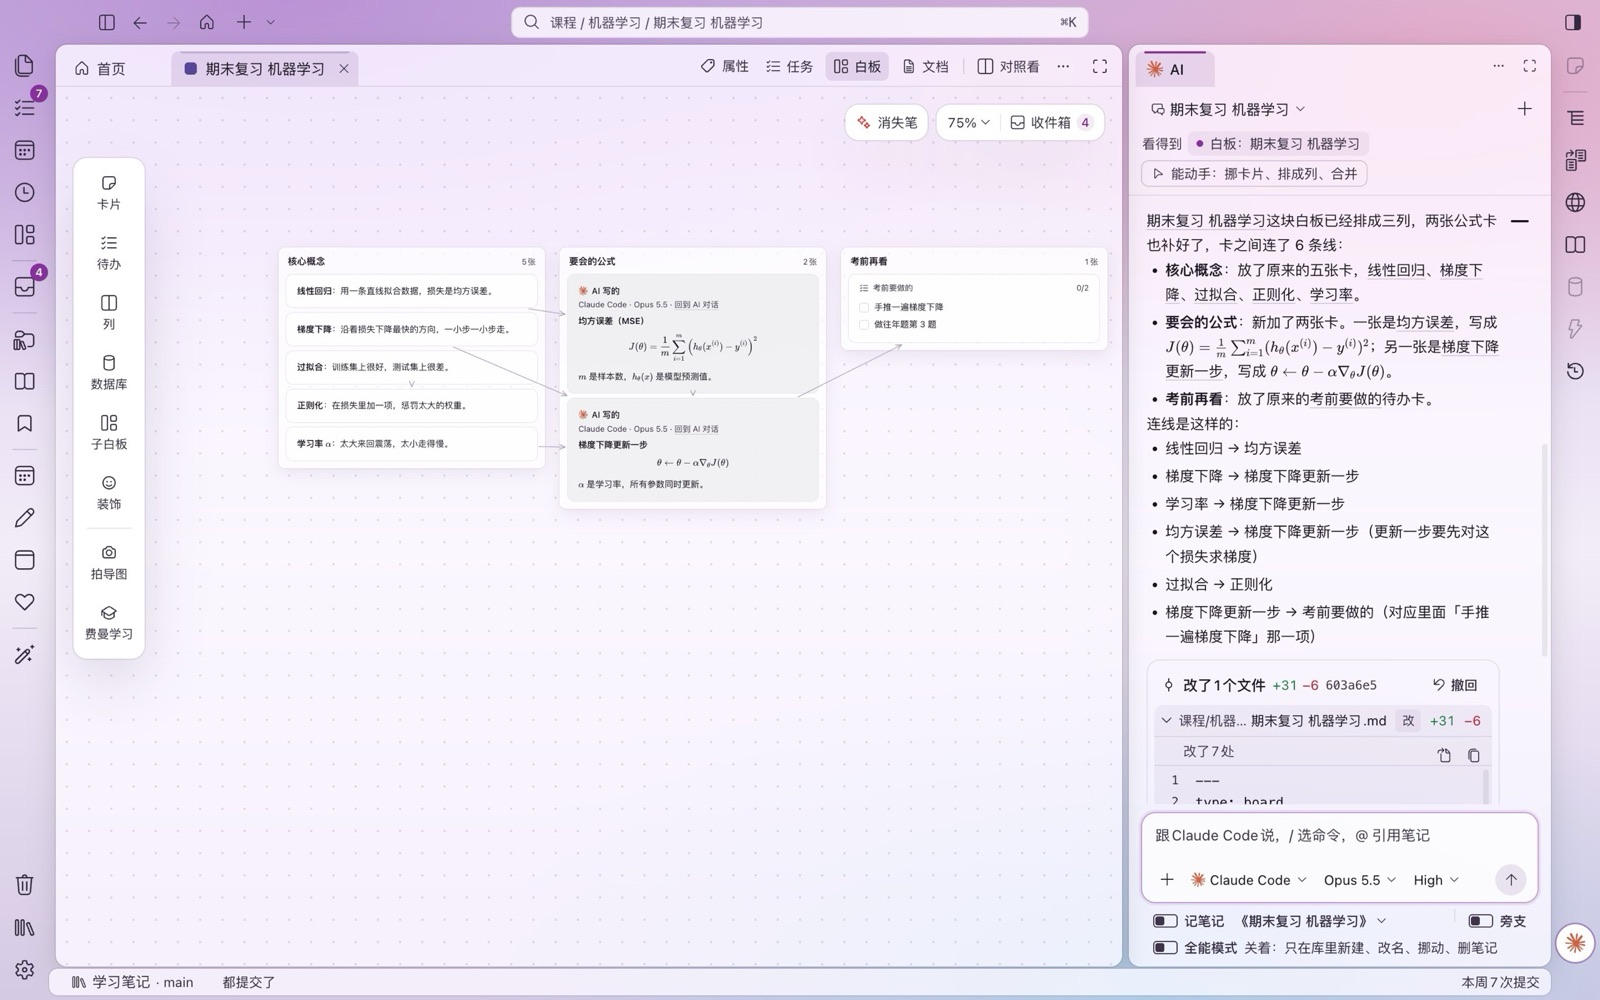 课程 / 机器学习 / 期末复习 机器学习
⌘K
首页
期末复习 机器学习
属性
任务
白板
文档
对照看
消失笔
75%
收件箱 4
7
4
卡片
待办
列
数据库
子白板
装饰
拍导图
费曼学习
核心概念
5 张
线性回归：用一条直线拟合数据，损失是均方误差。
梯度下降：沿着损失下降最快的方向，一小步一小步走。
过拟合：训练集上很好，测试集上很差。
正则化：在损失里加一项，惩罚太大的权重。
学习率 α：太大来回震荡，太小走得慢。
要会的公式
2 张
AI 写的
Claude Code · Opus 5.5 · 回到 AI 对话
均方误差（MSE）
J(θ) = 1/m ∑_{i=1}^{m} (h_θ(x^{(i)}) − y^{(i)})^2
m 是样本数，h_θ(x) 是模型预测值。
AI 写的
Claude Code · Opus 5.5 · 回到 AI 对话
梯度下降更新一步
θ ← θ − α∇_θJ(θ)
α 是学习率，所有参数同时更新。
考前再看
1 张
考前要做的
0/2
手推一遍梯度下降
做往年题第 3 题
AI
期末复习 机器学习
看得到 白板：期末复习 机器学习
能动手：挪卡片、排成列、合并
期末复习 机器学习这块白板已经排成三列，两张公式卡
也补好了，卡之间连了 6 条线：
• 核心概念：放了原来的五张卡，线性回归、梯度下
降、过拟合、正则化、学习率。
• 要会的公式：新加了两张卡。一张是均方误差，写成
J(θ) = 1/m ∑_{i=1}^{m}(h_θ(x^{(i)}) − y^{(i)})^2；另一张是梯度下降
更新一步，写成 θ ← θ − α∇_θJ(θ)。
• 考前再看：放了原来的考前要做的待办卡。
连线是这样的：
• 线性回归 → 均方误差
• 梯度下降 → 梯度下降更新一步
• 学习率 → 梯度下降更新一步
• 均方误差 → 梯度下降更新一步（更新一步要先对这
个损失求梯度）
• 过拟合 → 正则化
• 梯度下降更新一步 → 考前要做的（对应里面「手推
一遍梯度下降」那一项）
改了1个文件 +31 −6 603a6e5
撤回
课程/机器... 期末复习 机器学习.md 改 +31 −6
改了7处
1 ---
2 type: board
跟Claude Code说，/ 选命令，@ 引用笔记
Claude Code
Opus 5.5
High
记笔记 《期末复习 机器学习》
旁支
全能模式 关着：只在库里新建、改名、挪动、删笔记
学习笔记 · main
都提交了
本周7次提交